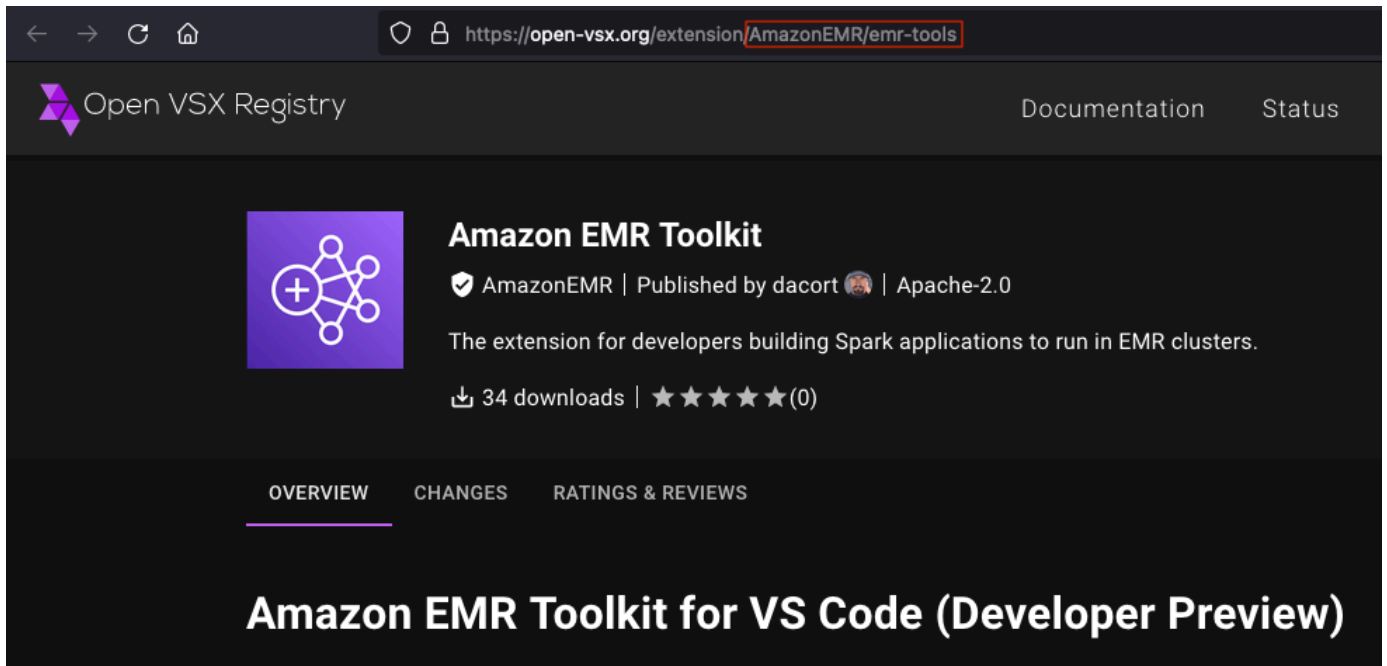 https://open-vsx.org/extension/AmazonEMR/emr-tools
Open VSX Registry
Documentation Status
Amazon EMR Toolkit
AmazonEMR | Published by dacort | Apache-2.0
The extension for developers building Spark applications to run in EMR clusters.
34 downloads | (0)
OVERVIEW CHANGES RATINGS & REVIEWS
Amazon EMR Toolkit for VS Code (Developer Preview)